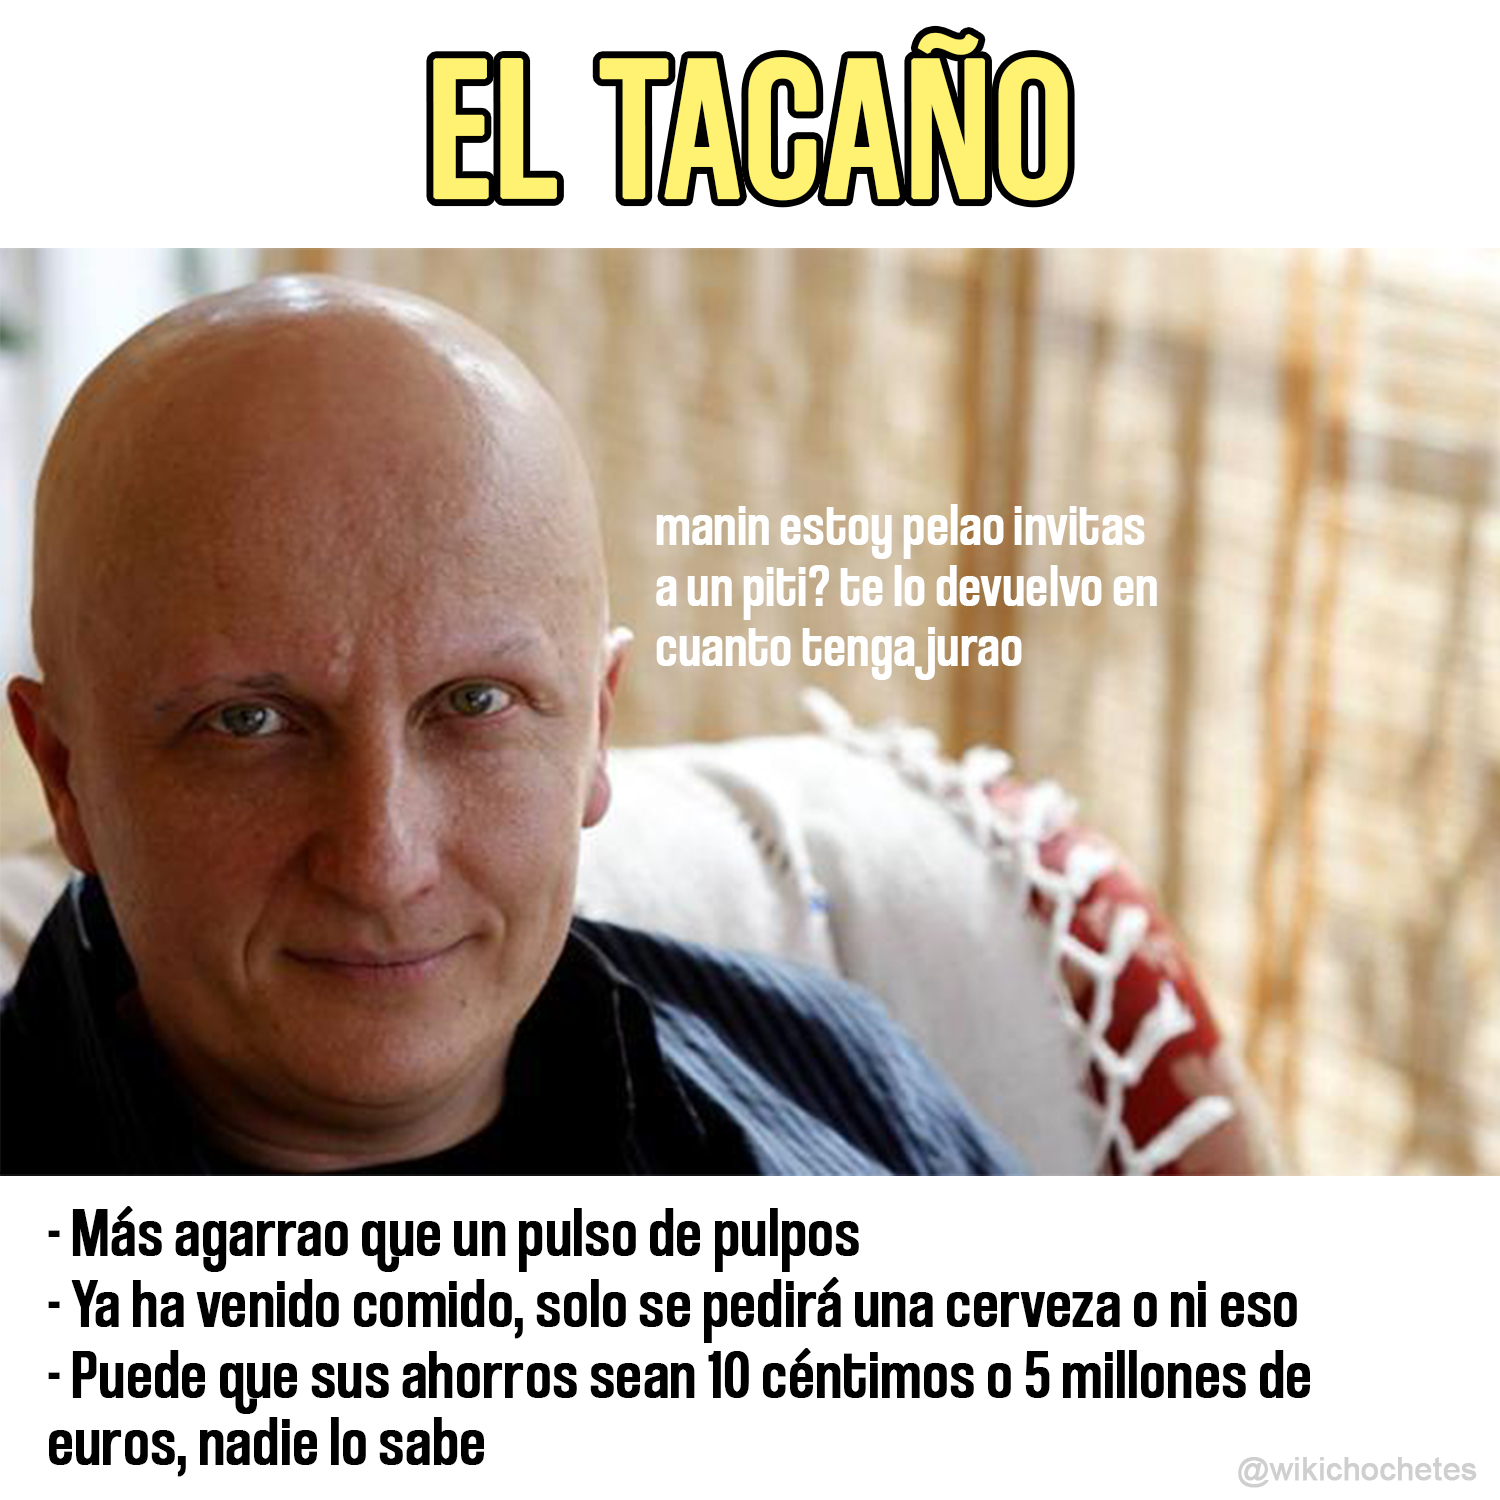 EL TACAÑO
manin estoy pelao invitas
a un piti? te lo devuelvo en
cuanto tenga jurao
- Más agarrao que un pulso de pulpos
- Ya ha venido comido, solo se pedirá una cerveza o ni eso
- Puede que sus ahorros sean 10 céntimos o 5 millones de
euros, nadie lo sabe
@wikichochetes